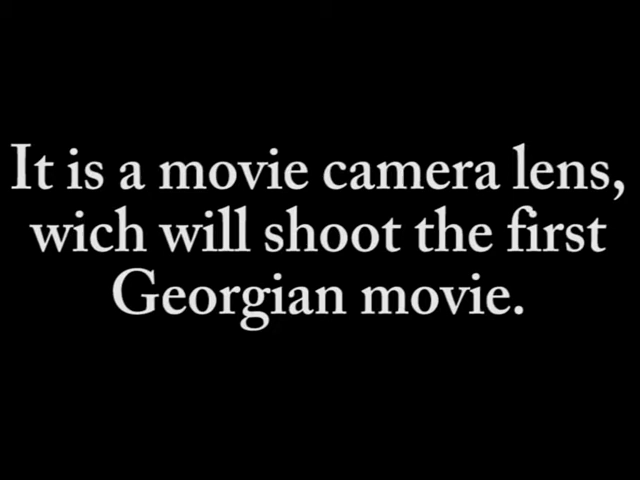 It is a movie camera lens,
wich will shoot the first
Georgian movie.